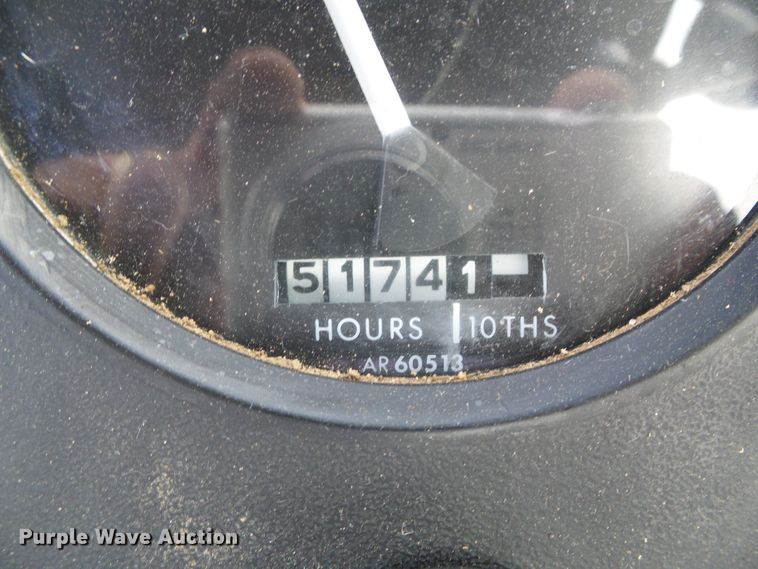 51741
HOURS | 10THS
AR60513
Purple Wave Auction